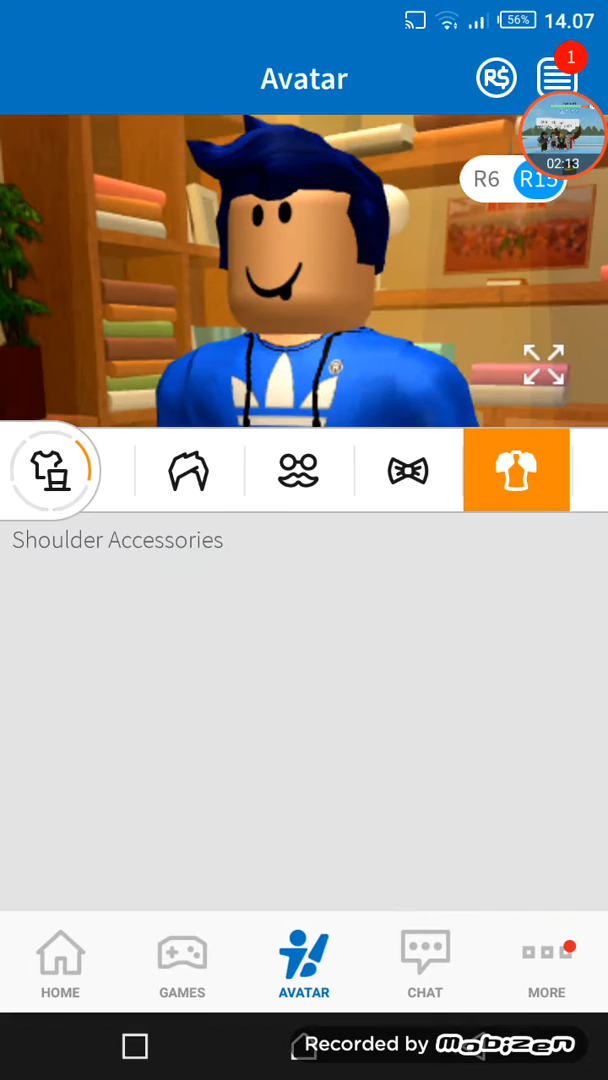 56% 14.07
Avatar
R$
1
02:13
R6 R15
Shoulder Accessories
HOME GAMES AVATAR CHAT MORE
Recorded by mobizen